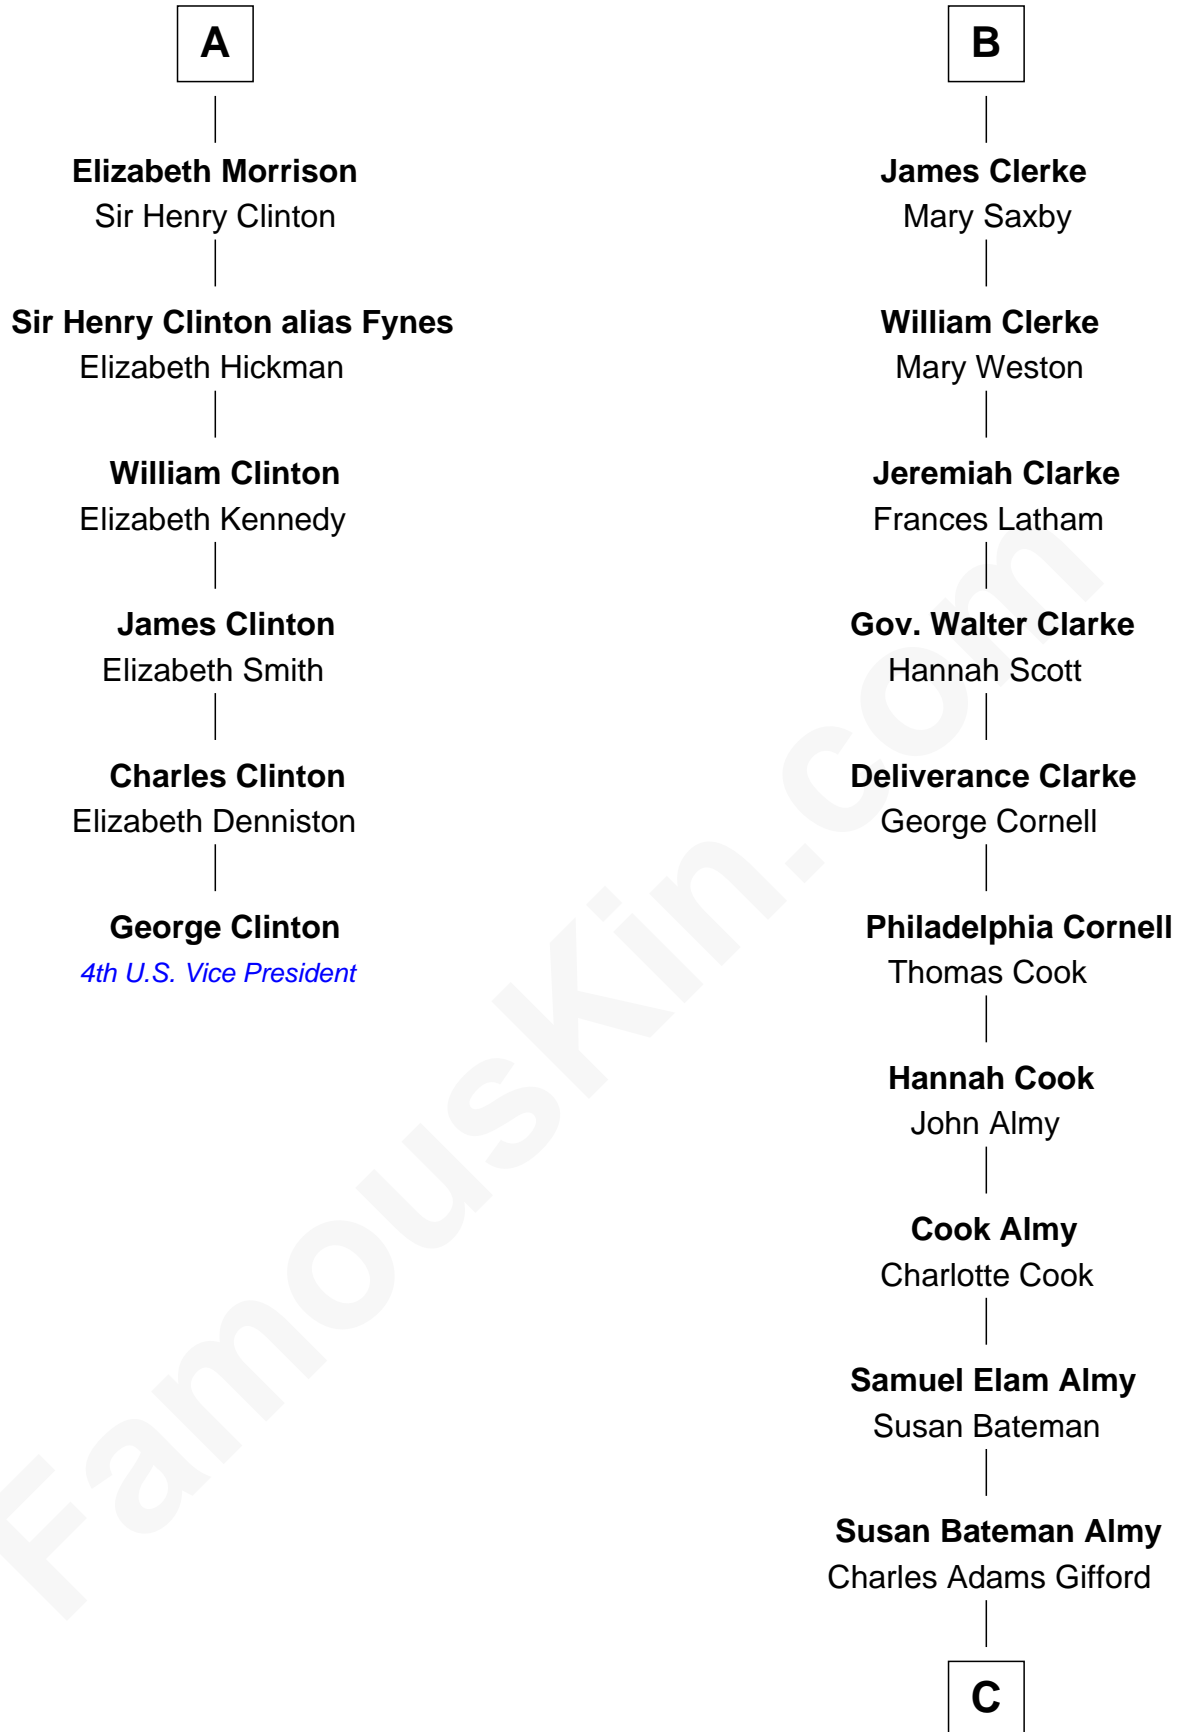 A
Elizabeth Morrison
Sir Henry Clinton
Sir Henry Clinton alias Fynes
Elizabeth Hickman
William Clinton
Elizabeth Kennedy
James Clinton
Elizabeth Smith
Charles Clinton
Elizabeth Denniston
George Clinton
4th U.S. Vice President
B
James Clerke
Mary Saxby
William Clerke
Mary Weston
Jeremiah Clarke
Frances Latham
Gov. Walter Clarke
Hannah Scott
Deliverance Clarke
George Cornell
Philadelphia Cornell
Thomas Cook
Hannah Cook
John Almy
Cook Almy
Charlotte Cook
Samuel Elam Almy
Susan Bateman
Susan Bateman Almy
Charles Adams Gifford
C
FamousKin.com